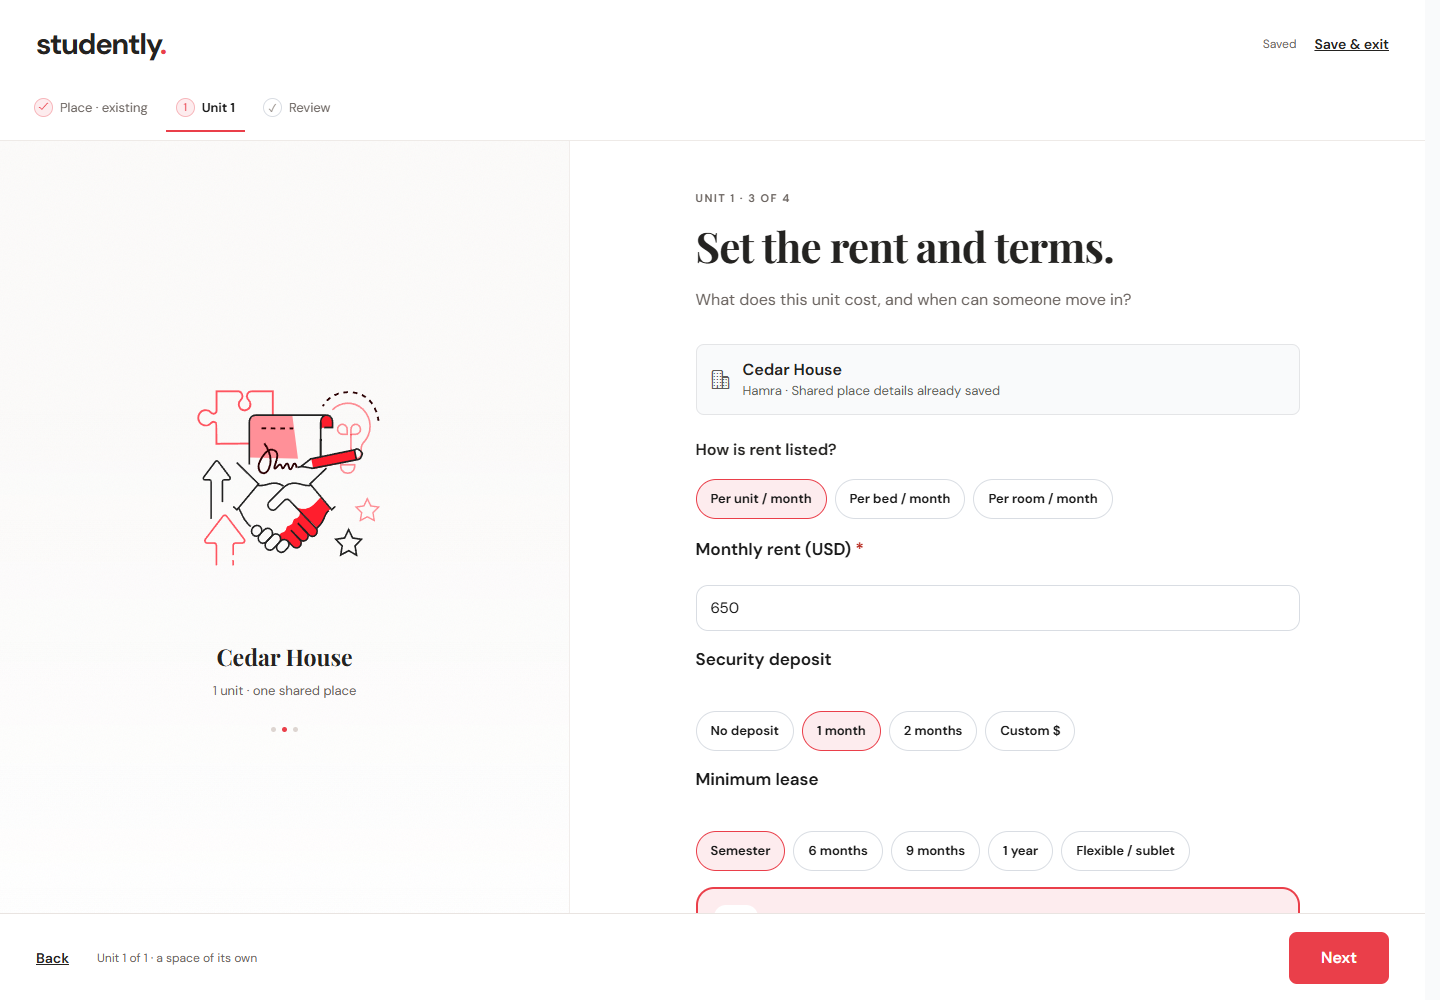 studently.
Saved
Save & exit
Place · existing
1
Unit 1
Review
UNIT 1 · 3 OF 4
Set the rent and terms.
What does this unit cost, and when can someone move in?
Cedar House
Hamra · Shared place details already saved
How is rent listed?
Per unit / month
Per bed / month
Per room / month
Monthly rent (USD) *
650
Security deposit
No deposit
1 month
2 months
Custom $
Minimum lease
Semester
6 months
9 months
1 year
Flexible / sublet
Cedar House
1 unit · one shared place
Back
Unit 1 of 1 · a space of its own
Next